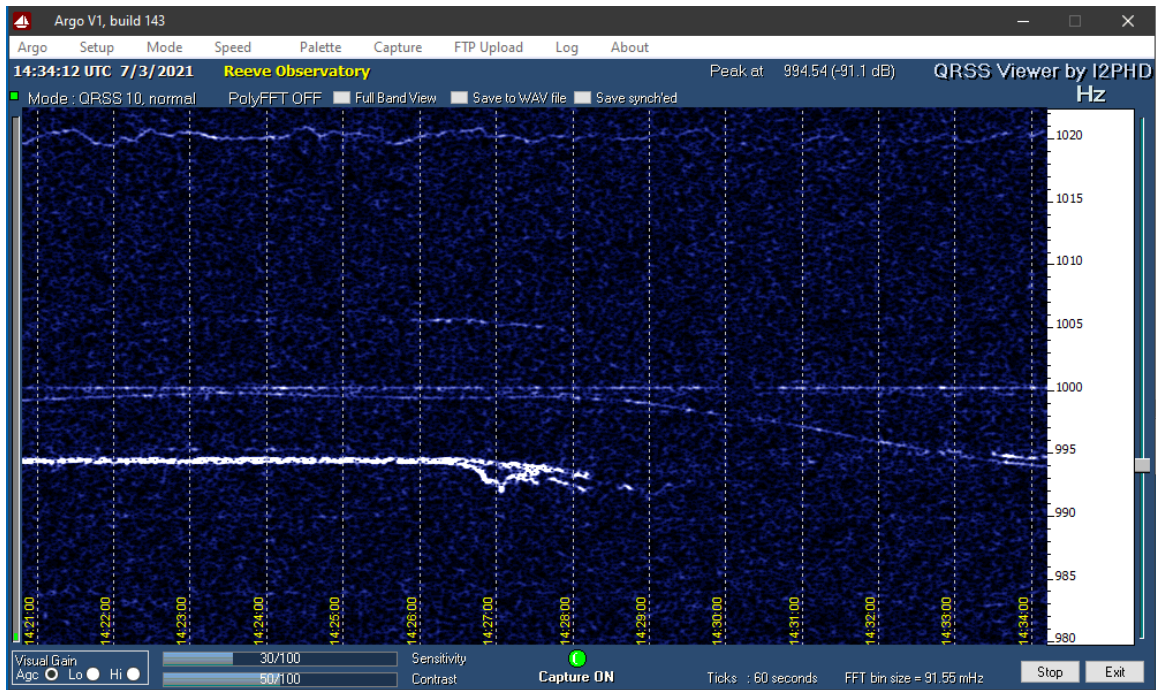 Argo V1, build 143
Argo Setup Mode Speed Palette Capture FTP Upload Log About
14:34:12 UTC 7/3/2021 Reeve Observatory Peak at 994.54 (-91.1 dB) QRSS Viewer by I2PHD
Mode : QRSS 10, normal PolyFFT OFF Full Band View Save to WAV file Save synch'ed Hz
1020
1015
1010
1005
1000
995
990
985
980
14:21:00 14:22:00 14:23:00 14:24:00 14:25:00 14:26:00 14:27:00 14:28:00 14:29:00 14:30:00 14:31:00 14:32:00 14:33:00 14:34:00
Visual Gain 30/100 Sensitivity
Agc Lo Hi 50/100 Contrast Capture ON Ticks : 60 seconds FFT bin size = 91.55 mHz Stop Exit